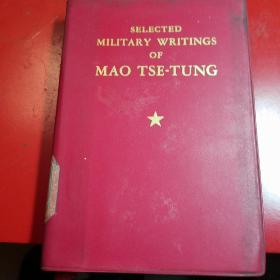 SELECTED
MILITARY WRITINGS
OF
MAO TSE-TUNG